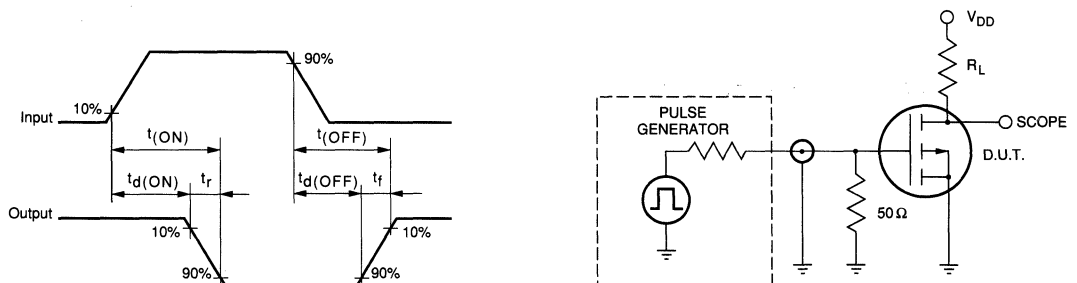 90%
10%
Input
t(ON)
t(OFF)
td(ON)
tr
td(OFF)
tf
Output
10%
10%
90%
90%
VDD
RL
PULSE
GENERATOR
SCOPE
D.U.T.
50Ω